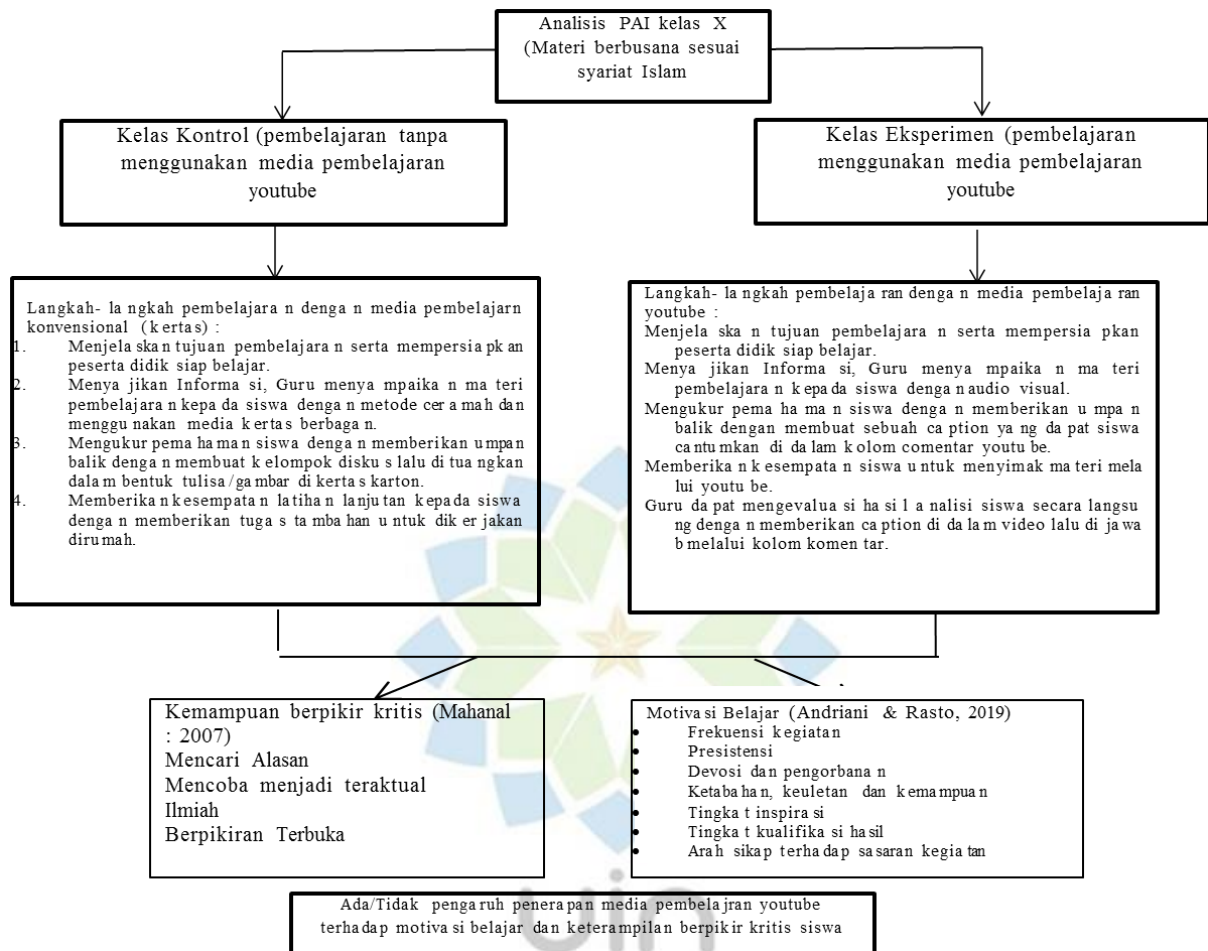 Analisis PAI kelas X
(Materi berbusana sesuai
syariat Islam
Kelas Kontrol (pembelajaran tanpa
menggunakan media pembelajaran
youtube
Kelas Eksperimen (pembelajaran
menggunakan media pembelajaran
youtube
Langkah- langkah pembelajaran dengan media pembelajarn
konvensional (kertas) :
1. Menjelaskan tujuan pembelajaran serta mempersiapkan
peserta didik siap belajar.
2. Menyajikan Informasi, Guru menyampaikan materi
pembelajaran kepada siswa dengan metode ceramah dan
menggunakan media kertas berbagan.
3. Mengukur pemahaman siswa dengan memberikan umpan
balik dengan membuat kelompok diskus lalu dituangkan
dalam bentuk tulisa/gambar di kertas karton.
4. Memberikan kesempatan latihan lanjutan kepada siswa
dengan memberikan tugas tambahan untuk dikerjakan
dirumah.
Langkah- langkah pembelajaran dengan media pembelajaran
youtube :
Menjelaskan tujuan pembelajaran serta mempersiapkan
peserta didik siap belajar.
Menyajikan Informasi, Guru menyampaikan materi
pembelajaran kepada siswa dengan audio visual.
Mengukur pemahaman siswa dengan memberikan umpan
balik dengan membuat sebuah caption yang dapat siswa
cantumkan di dalam kolom comentar youtube.
Memberikan kesempatan siswa untuk menyimak materi mela
lui youtube.
Guru dapat mengevaluasi hasil analisi siswa secara langsu
ng dengan memberikan caption di dalam video lalu di jawa
b melalui kolom komentar.
Kemampuan berpikir kritis (Mahanal
: 2007)
Mencari Alasan
Mencoba menjadi teraktual
Ilmiah
Berpikiran Terbuka
Motivasi Belajar (Andriani & Rasto, 2019)
• Frekuensi kegiatan
• Presistensi
• Devosi dan pengorbanan
• Ketabahan, keuletan dan kemampuan
• Tingkat inspirasi
• Tingkat kualifikasi hasil
• Arah sikap terhadap sasaran kegiatan
uin
Ada/Tidak pengaruh penerapan media pembelajran youtube
terhadap motivasi belajar dan keterampilan berpikir kritis siswa